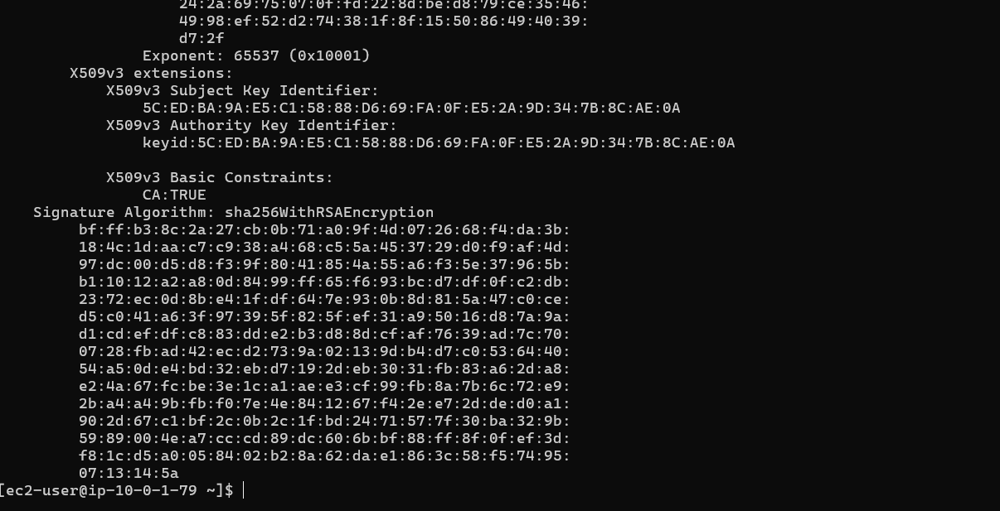 24:2a:69:75:07:0f:fd:22:8d:be:d8:79:ce:35:46:
49:98:ef:52:d2:74:38:1f:8f:15:50:86:49:40:39:
d7:2f
Exponent: 65537 (0x10001)
X509v3 extensions:
X509v3 Subject Key Identifier:
5C:ED:BA:9A:E5:C1:58:88:D6:69:FA:0F:E5:2A:9D:34:7B:8C:AE:0A
X509v3 Authority Key Identifier:
keyid:5C:ED:BA:9A:E5:C1:58:88:D6:69:FA:0F:E5:2A:9D:34:7B:8C:AE:0A
X509v3 Basic Constraints:
CA:TRUE
Signature Algorithm: sha256WithRSAEncryption
bf:ff:b3:8c:2a:27:cb:0b:71:a0:9f:4d:07:26:68:f4:da:3b:
18:4c:1d:aa:c7:c9:38:a4:68:c5:5a:45:37:29:d0:f9:af:4d:
97:dc:00:d5:d8:f3:9f:80:41:85:4a:55:a6:f3:5e:37:96:5b:
b1:10:12:a2:a8:0d:84:99:ff:65:f6:93:bc:d7:df:0f:c2:db:
23:72:ec:0d:8b:e4:1f:df:64:7e:93:0b:8d:81:5a:47:c0:ce:
d5:c0:41:a6:3f:97:39:5f:82:5f:ef:31:a9:50:16:d8:7a:9a:
d1:cd:ef:df:c8:83:dd:e2:b3:d8:8d:cf:af:76:39:ad:7c:70:
07:28:fb:ad:42:ec:d2:73:9a:02:13:9d:b4:d7:c0:53:64:40:
54:a5:0d:e4:bd:32:eb:d7:19:2d:eb:30:31:fb:83:a6:2d:a8:
e2:4a:67:fc:be:3e:1c:a1:ae:e3:cf:99:fb:8a:7b:6c:72:e9:
2b:a4:a4:9b:fb:f0:7e:4e:84:12:67:f4:2e:e7:2d:de:d0:a1:
90:2d:67:c1:bf:2c:0b:2c:1f:bd:24:71:57:7f:30:ba:32:9b:
59:89:00:4e:a7:cc:cd:89:dc:60:6b:bf:88:ff:8f:0f:ef:3d:
f8:1c:d5:a0:05:84:02:b2:8a:62:da:e1:86:3c:58:f5:74:95:
07:13:14:5a
[ec2-user@ip-10-0-1-79 ~]$